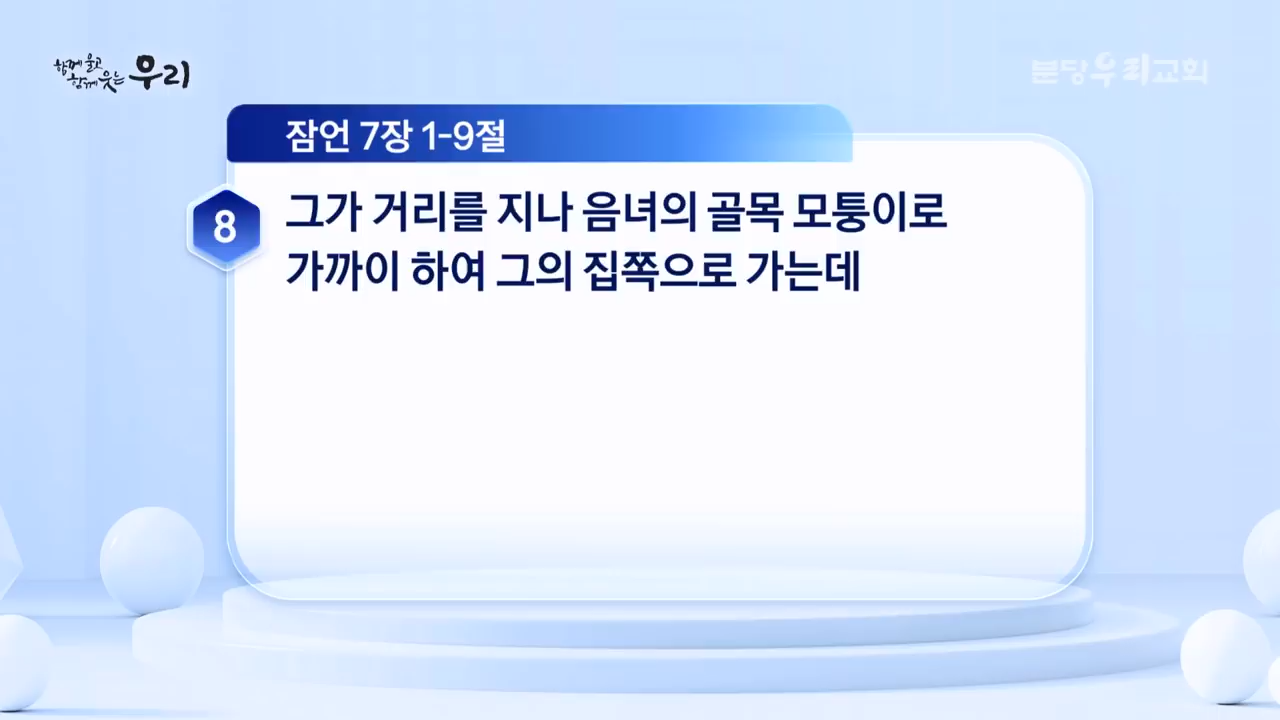 함께 울고
함께 웃는 우리
분당우리교회
잠언 7장 1-9절
8
그가 거리를 지나 음녀의 골목 모퉁이로
가까이 하여 그의 집쪽으로 가는데